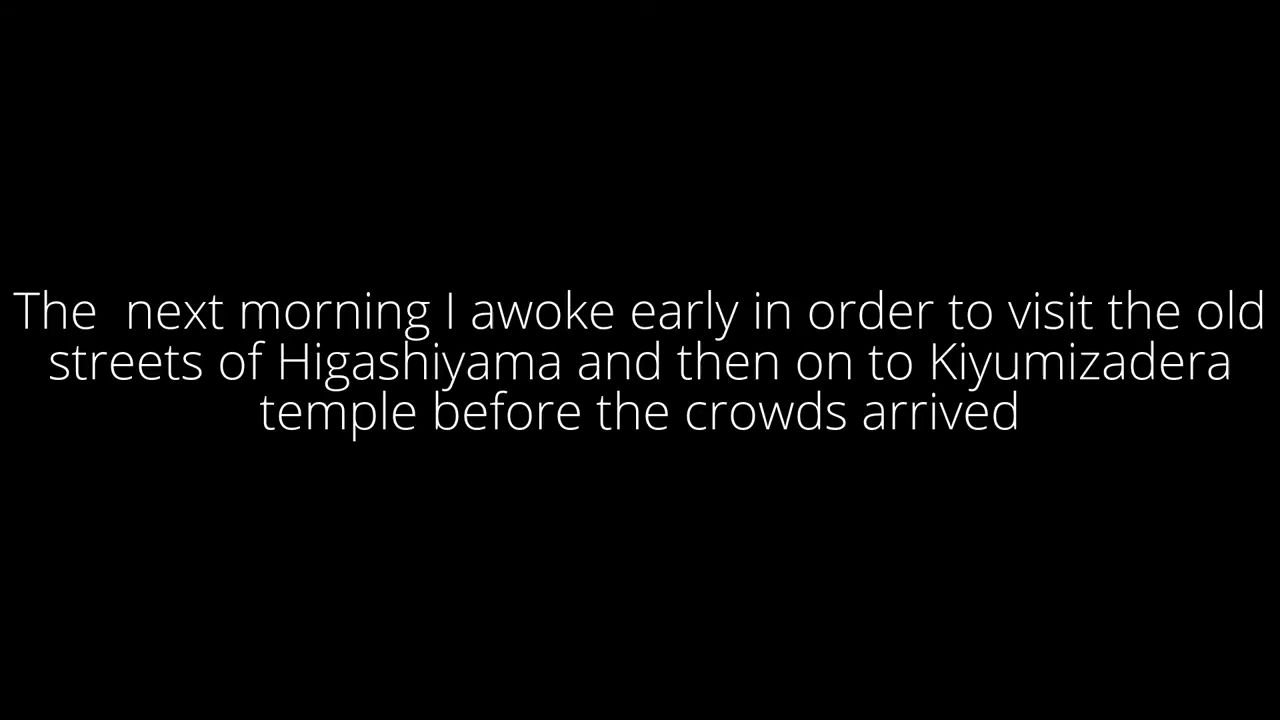 The  next morning I awoke early in order to visit the old
streets of Higashiyama and then on to Kiyumizadera
temple before the crowds arrived